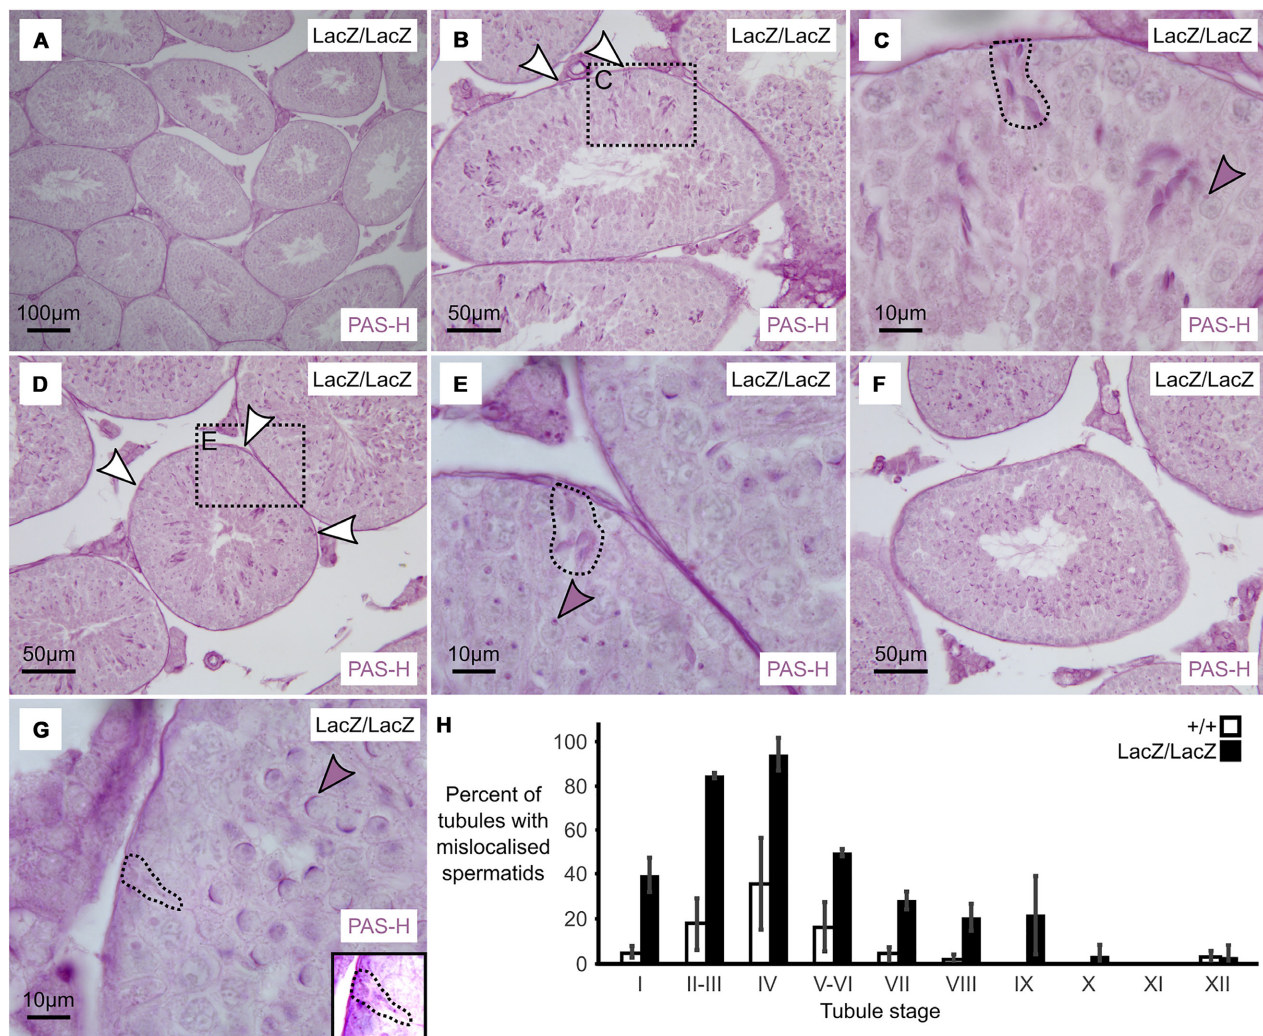 A
LacZ/LacZ
100µm
PAS-H
B
LacZ/LacZ
C
50µm
PAS-H
C
LacZ/LacZ
10µm
PAS-H
D
LacZ/LacZ
E
50µm
PAS-H
E
LacZ/LacZ
10µm
PAS-H
F
LacZ/LacZ
50µm
PAS-H
G
LacZ/LacZ
PAS-H
10µm
H
+/+
LacZ/LacZ
Percent of
tubules with
mislocalised
spermatids
100
80
60
40
20
0
I II-III IV V-VI VII VIII IX X XI XII
Tubule stage